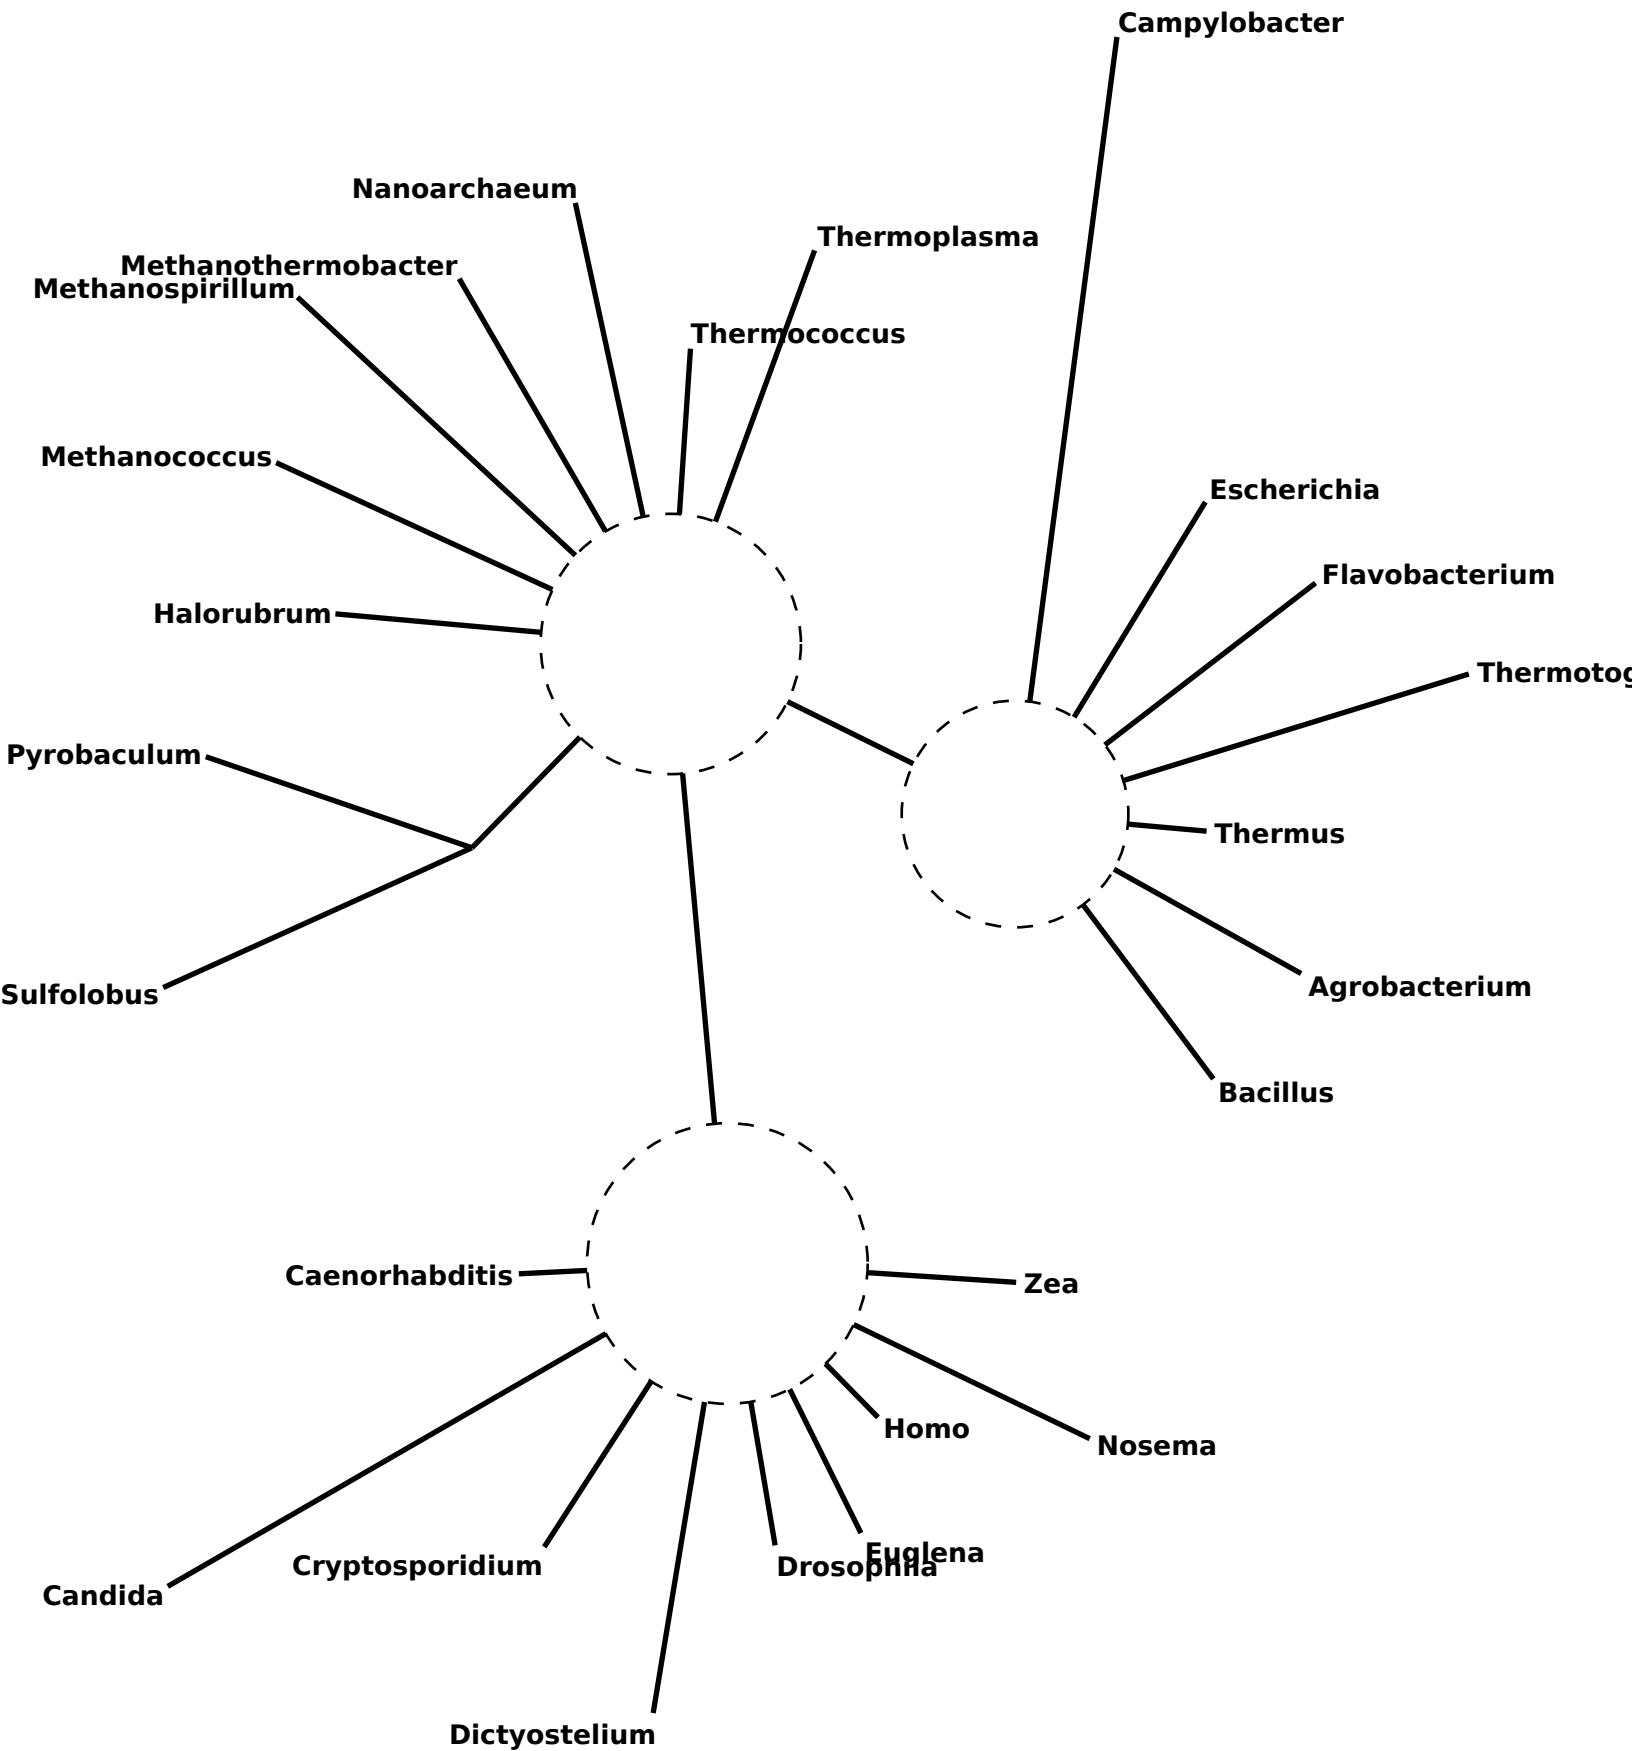 Campylobacter
Nanoarchaeum
Thermoplasma
Methanothermobacter
Methanospirillum
Thermococcus
Methanococcus
Escherichia
Flavobacterium
Halorubrum
Thermotog
Pyrobaculum
Thermus
Sulfolobus
Agrobacterium
Bacillus
Caenorhabditis
Zea
Homo
Nosema
Euglena
Cryptosporidium
Drosophila
Candida
Dictyostelium